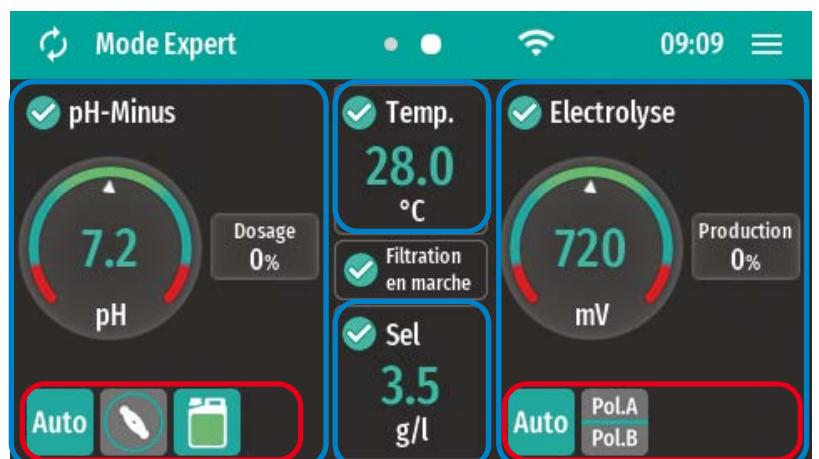 Mode Expert
09:09
pH-Minus
7.2
pH
Dosage
0%
Auto
Temp.
28.0
°C
Filtration
en marche
Sel
3.5
g/l
Electrolyse
720
mV
Production
0%
Auto
Pol.A
Pol.B